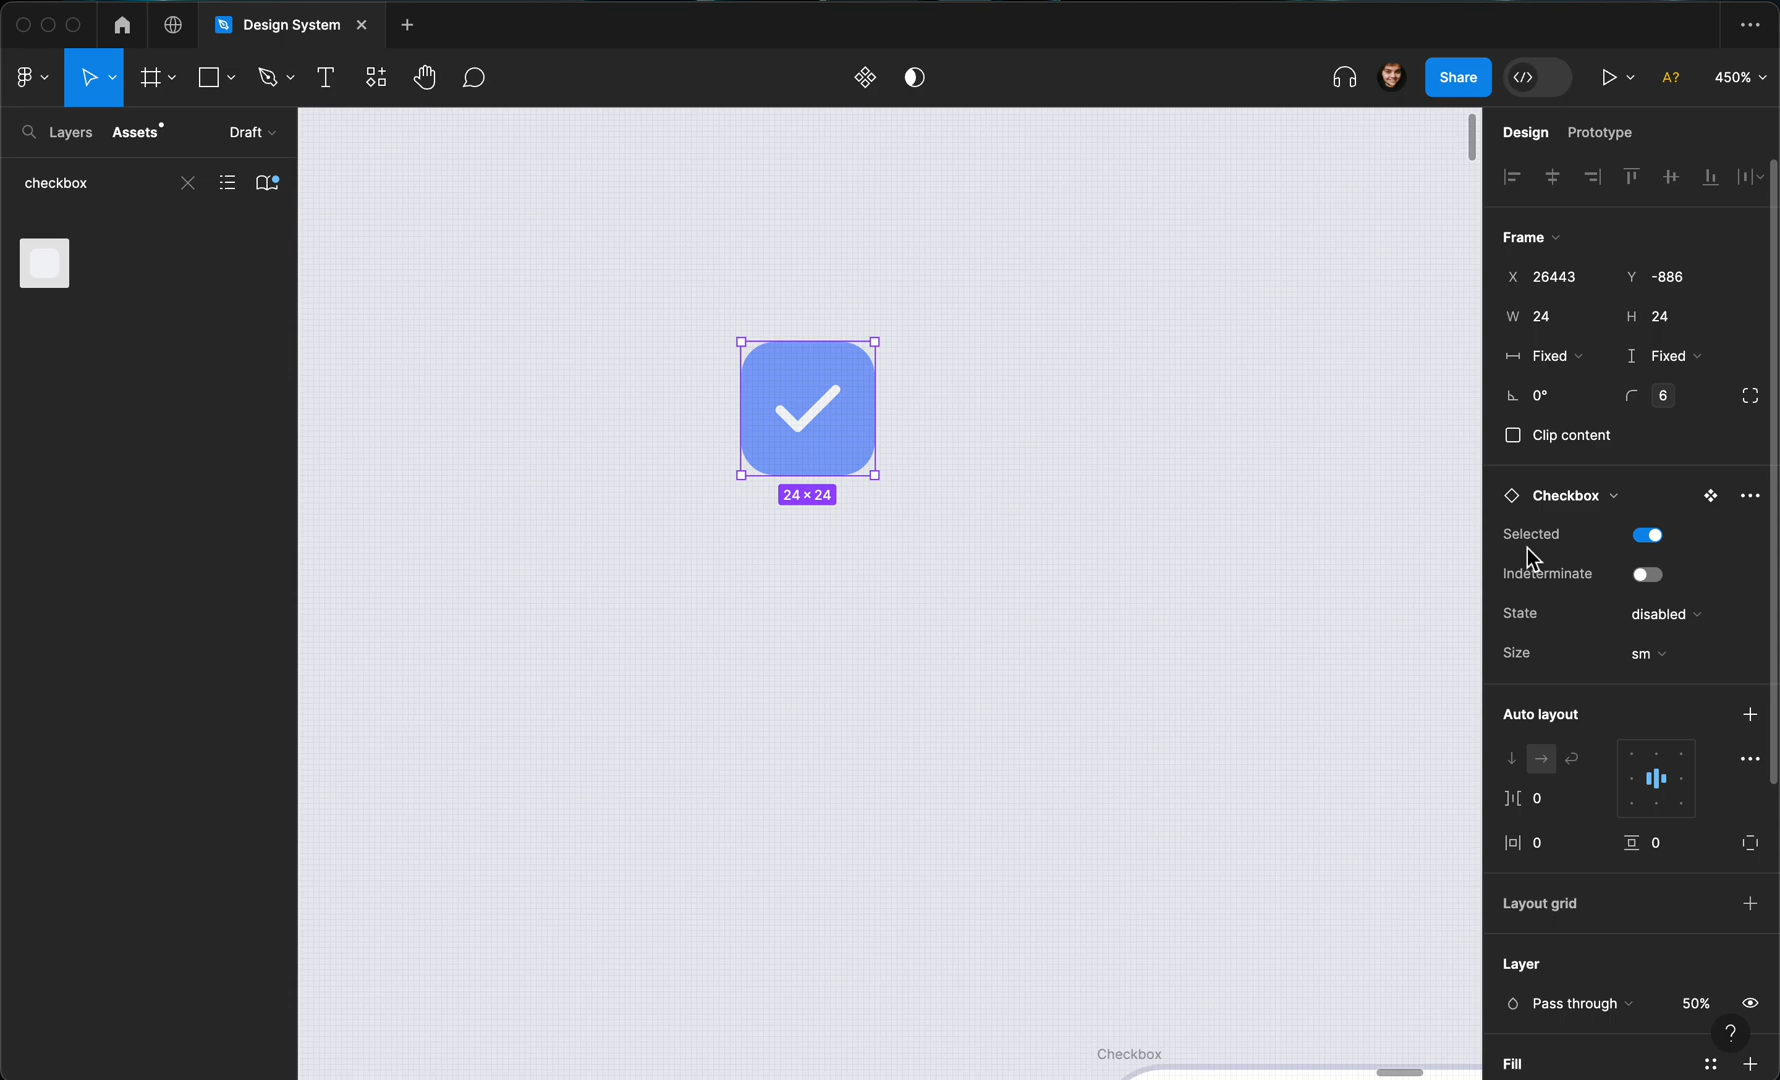 Design System
Share
A?
450%
Layers
Assets
Draft
checkbox
24 × 24
Checkbox
Design
Prototype
Frame
X 26443
Y -886
W 24
H 24
Fixed
Fixed
0°
6
Clip content
Checkbox
Selected
Indeterminate
State
disabled
Size
sm
Auto layout
0
0
0
Layout grid
Layer
Pass through
50%
?
Fill